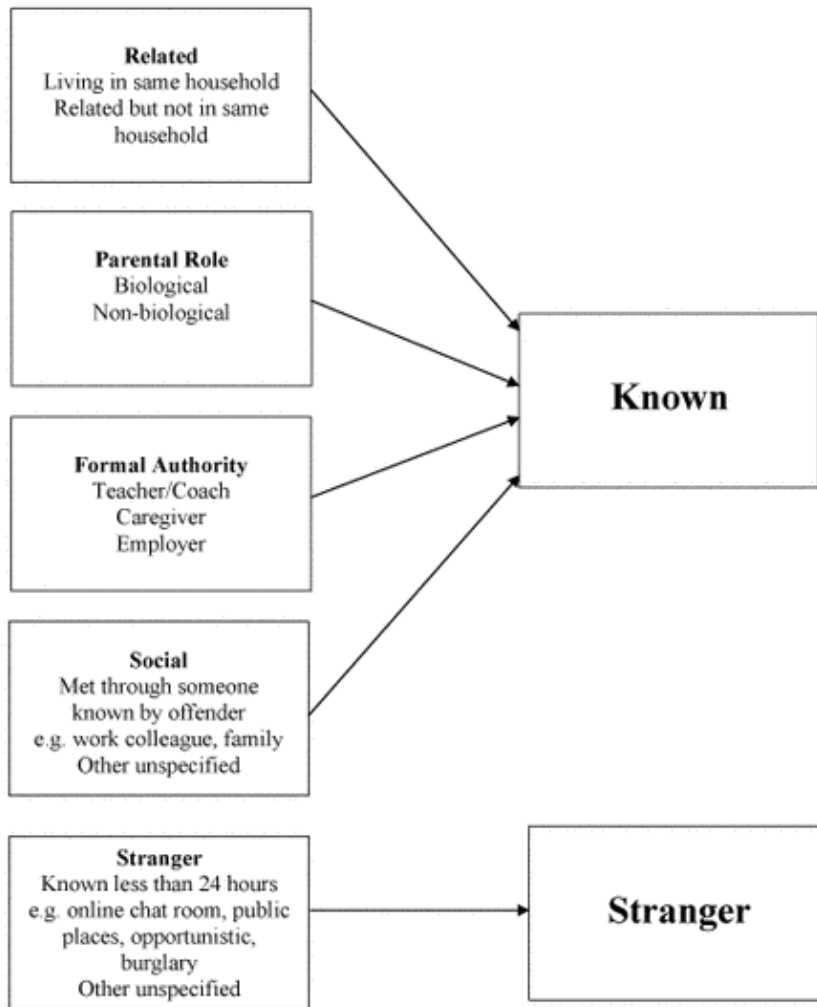 Related
Living in same household
Related but not in same
household
Parental Role
Biological
Non-biological
Formal Authority
Teacher/Coach
Caregiver
Employer
Social
Met through someone
known by offender
e.g. work colleague, family
Other unspecified
Stranger
Known less than 24 hours
e.g. online chat room, public
places, opportunistic,
burglary
Other unspecified
Known
Stranger